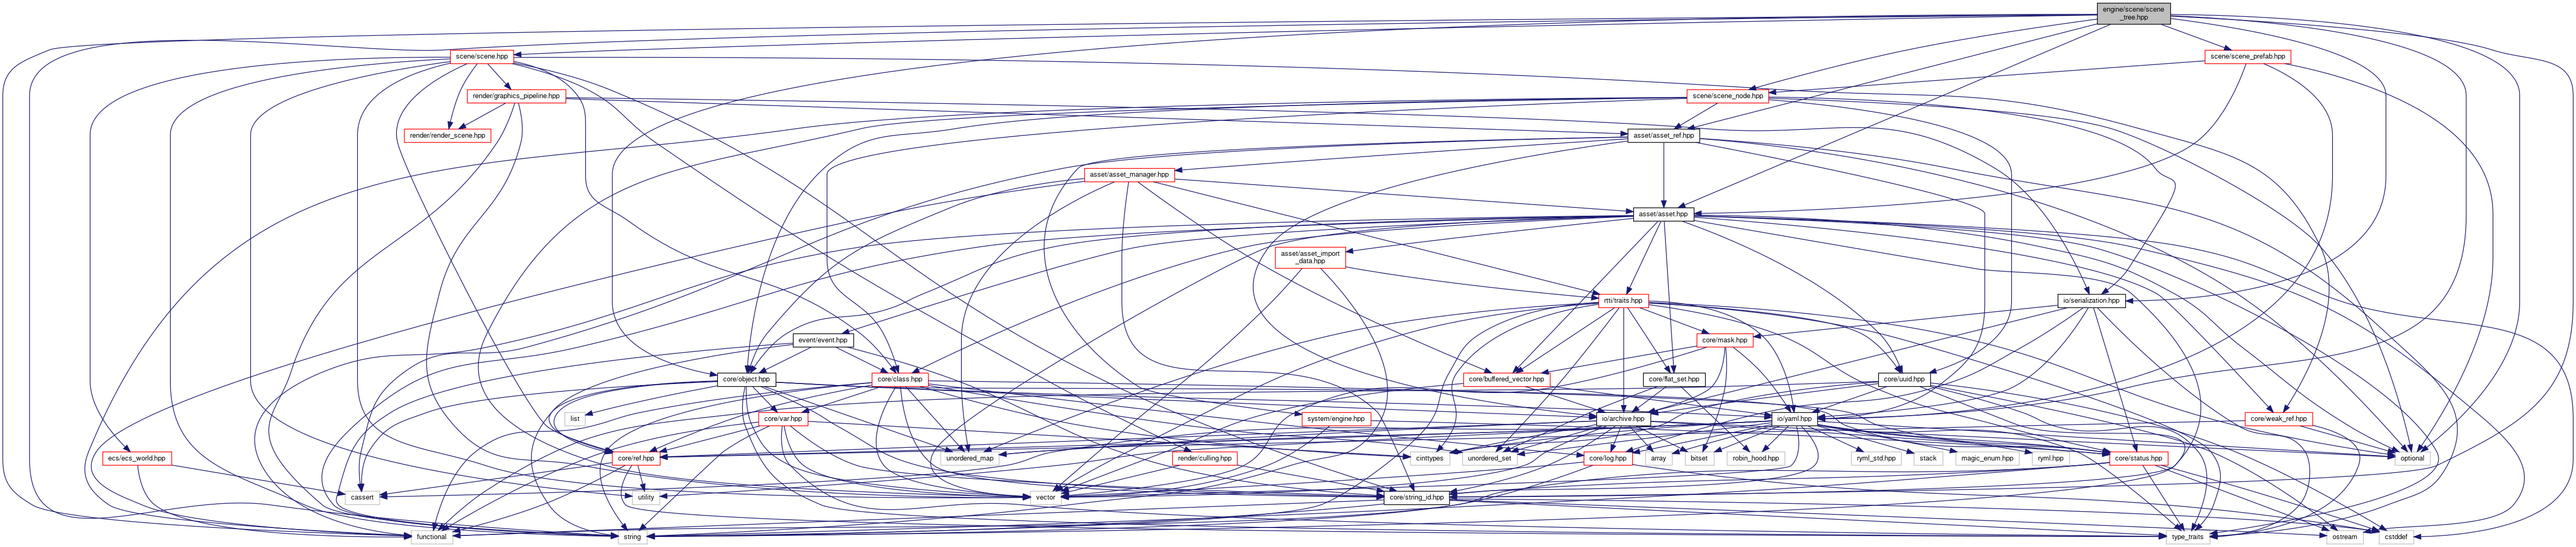 engine/scene/scene
_tree.hpp
scene/scene.hpp
scene/scene_prefab.hpp
render/graphics_pipeline.hpp
scene/scene_node.hpp
render/render_scene.hpp
asset/asset_ref.hpp
asset/asset_manager.hpp
asset/asset.hpp
asset/asset_import
_data.hpp
rtti/traits.hpp
io/serialization.hpp
event/event.hpp
core/mask.hpp
core/object.hpp
core/class.hpp
core/buffered_vector.hpp
core/flat_set.hpp
core/uuid.hpp
list
core/var.hpp
system/engine.hpp
io/archive.hpp
io/yaml.hpp
core/weak_ref.hpp
ecs/ecs_world.hpp
core/ref.hpp
unordered_map
render/culling.hpp
cinttypes
unordered_set
core/log.hpp
array
bitset
robin_hood.hpp
ryml_std.hpp
stack
magic_enum.hpp
ryml.hpp
core/status.hpp
optional
cassert
utility
vector
core/string_id.hpp
functional
string
type_traits
ostream
cstddef